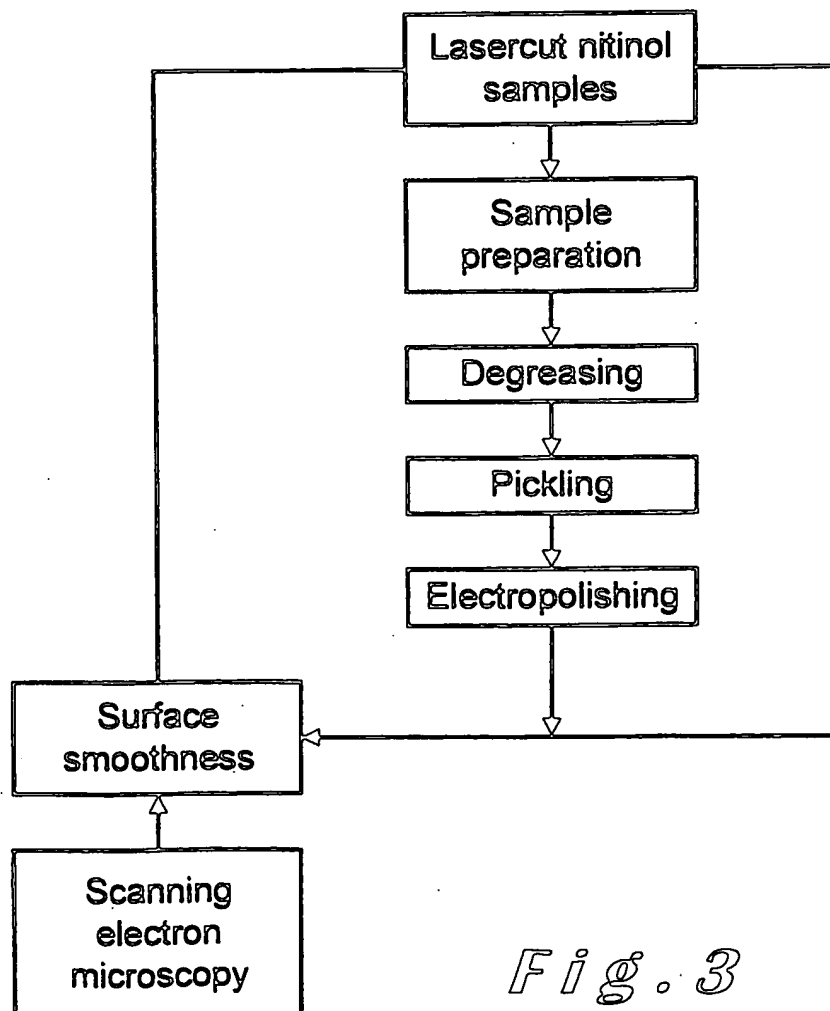 Lasercut nitinol
samples
Sample
preparation
Degreasing
Pickling
Electropolishing
Surface
smoothness
Scanning
electron
microscopy
Fig. 3